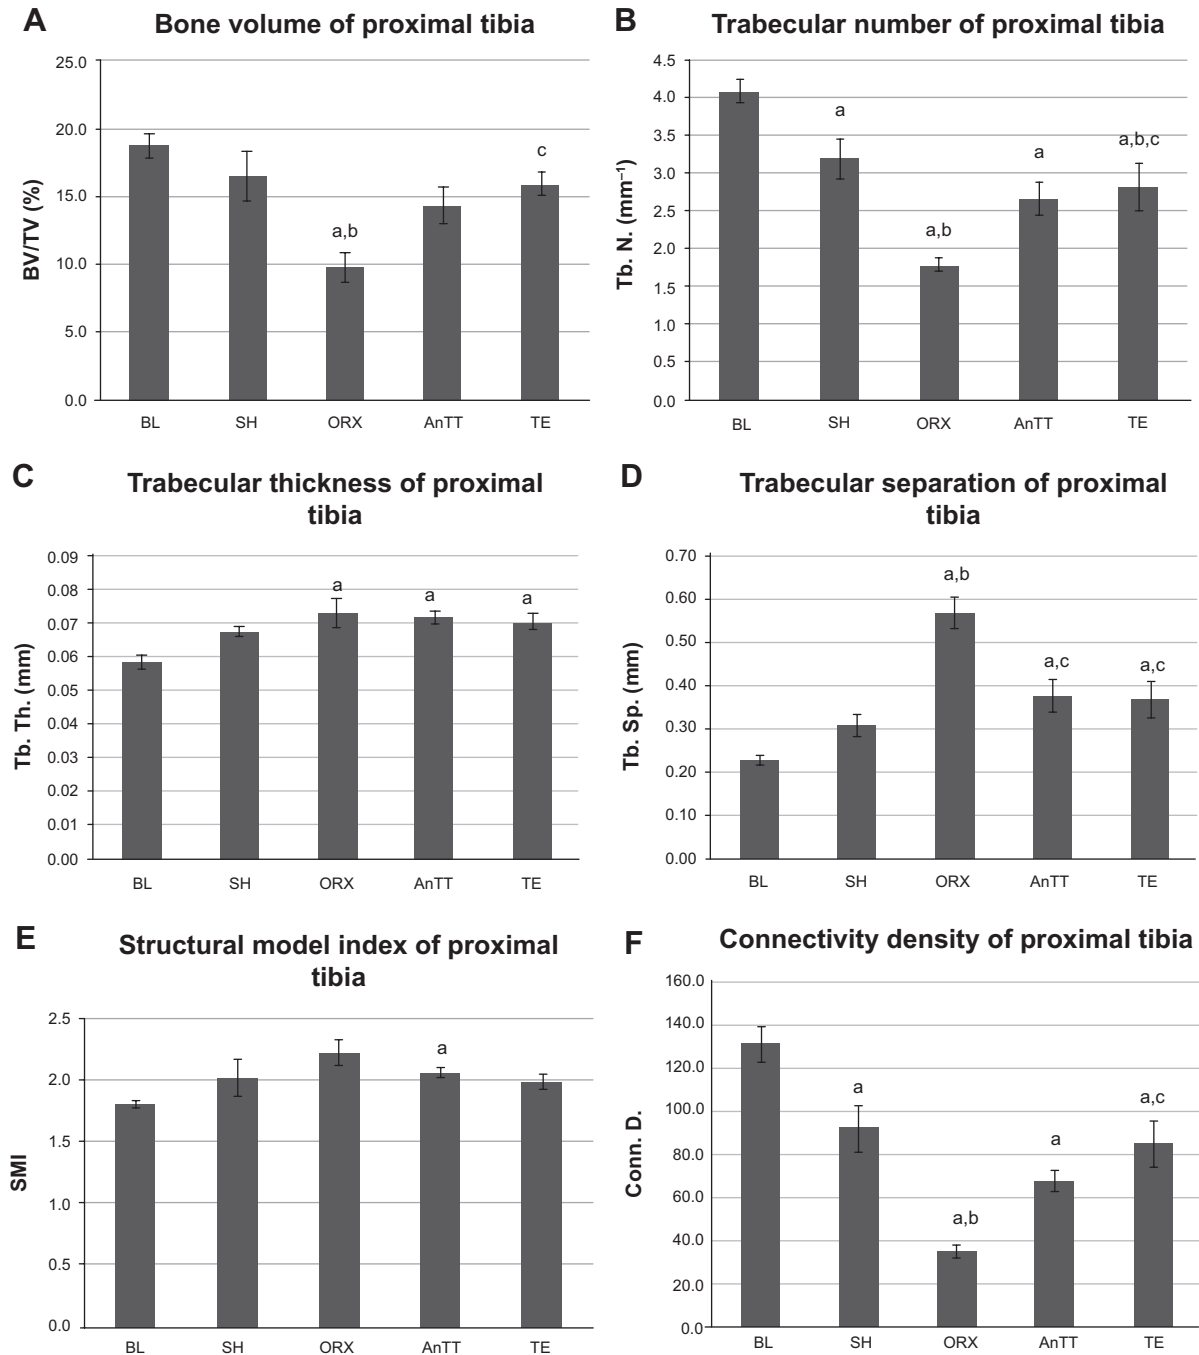 A
Bone volume of proximal tibia
BV/TV (%)
25.0
20.0
15.0
10.0
5.0
0.0
c
a,b
BL SH ORX AnTT TE
B
Trabecular number of proximal tibia
Tb. N. (mm⁻¹)
4.5
4.0
3.5
3.0
2.5
2.0
1.5
1.0
0.5
0.0
a
a,b
a
a,b,c
BL SH ORX AnTT TE
C
Trabecular thickness of proximal
tibia
Tb. Th. (mm)
0.09
0.08
0.07
0.06
0.05
0.04
0.03
0.02
0.01
0.00
a
a
a
BL SH ORX AnTT TE
D
Trabecular separation of proximal
tibia
Tb. Sp. (mm)
0.70
0.60
0.50
0.40
0.30
0.20
0.10
0.00
a,b
a,c
a,c
BL SH ORX AnTT TE
E
Structural model index of proximal
tibia
SMI
2.5
2.0
1.5
1.0
0.5
0.0
a
BL SH ORX AnTT TE
F
Connectivity density of proximal tibia
Conn. D.
160.0
140.0
120.0
100.0
80.0
60.0
40.0
20.0
0.0
a
a,b
a
a,c
BL SH ORX AnTT TE